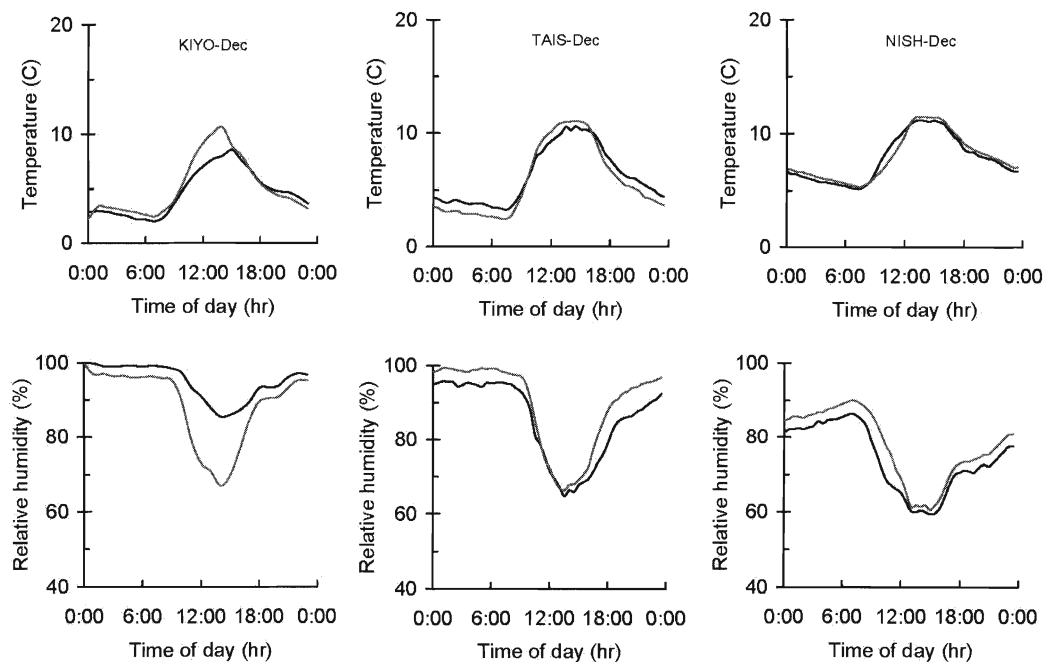 KIYO-Dec
Temperature (C)
20
10
0
0:00 6:00 12:00 18:00 0:00
Time of day (hr)
TAIS-Dec
Temperature (C)
20
10
0
0:00 6:00 12:00 18:00 0:00
Time of day (hr)
NISH-Dec
Temperature (C)
20
10
0
0:00 6:00 12:00 18:00 0:00
Time of day (hr)
Relative humidity (%)
100
80
60
40
0:00 6:00 12:00 18:00 0:00
Time of day (hr)
Relative humidity (%)
100
80
60
40
0:00 6:00 12:00 18:00 0:00
Time of day (hr)
Relative humidity (%)
100
80
60
40
0:00 6:00 12:00 18:00 0:00
Time of day (hr)